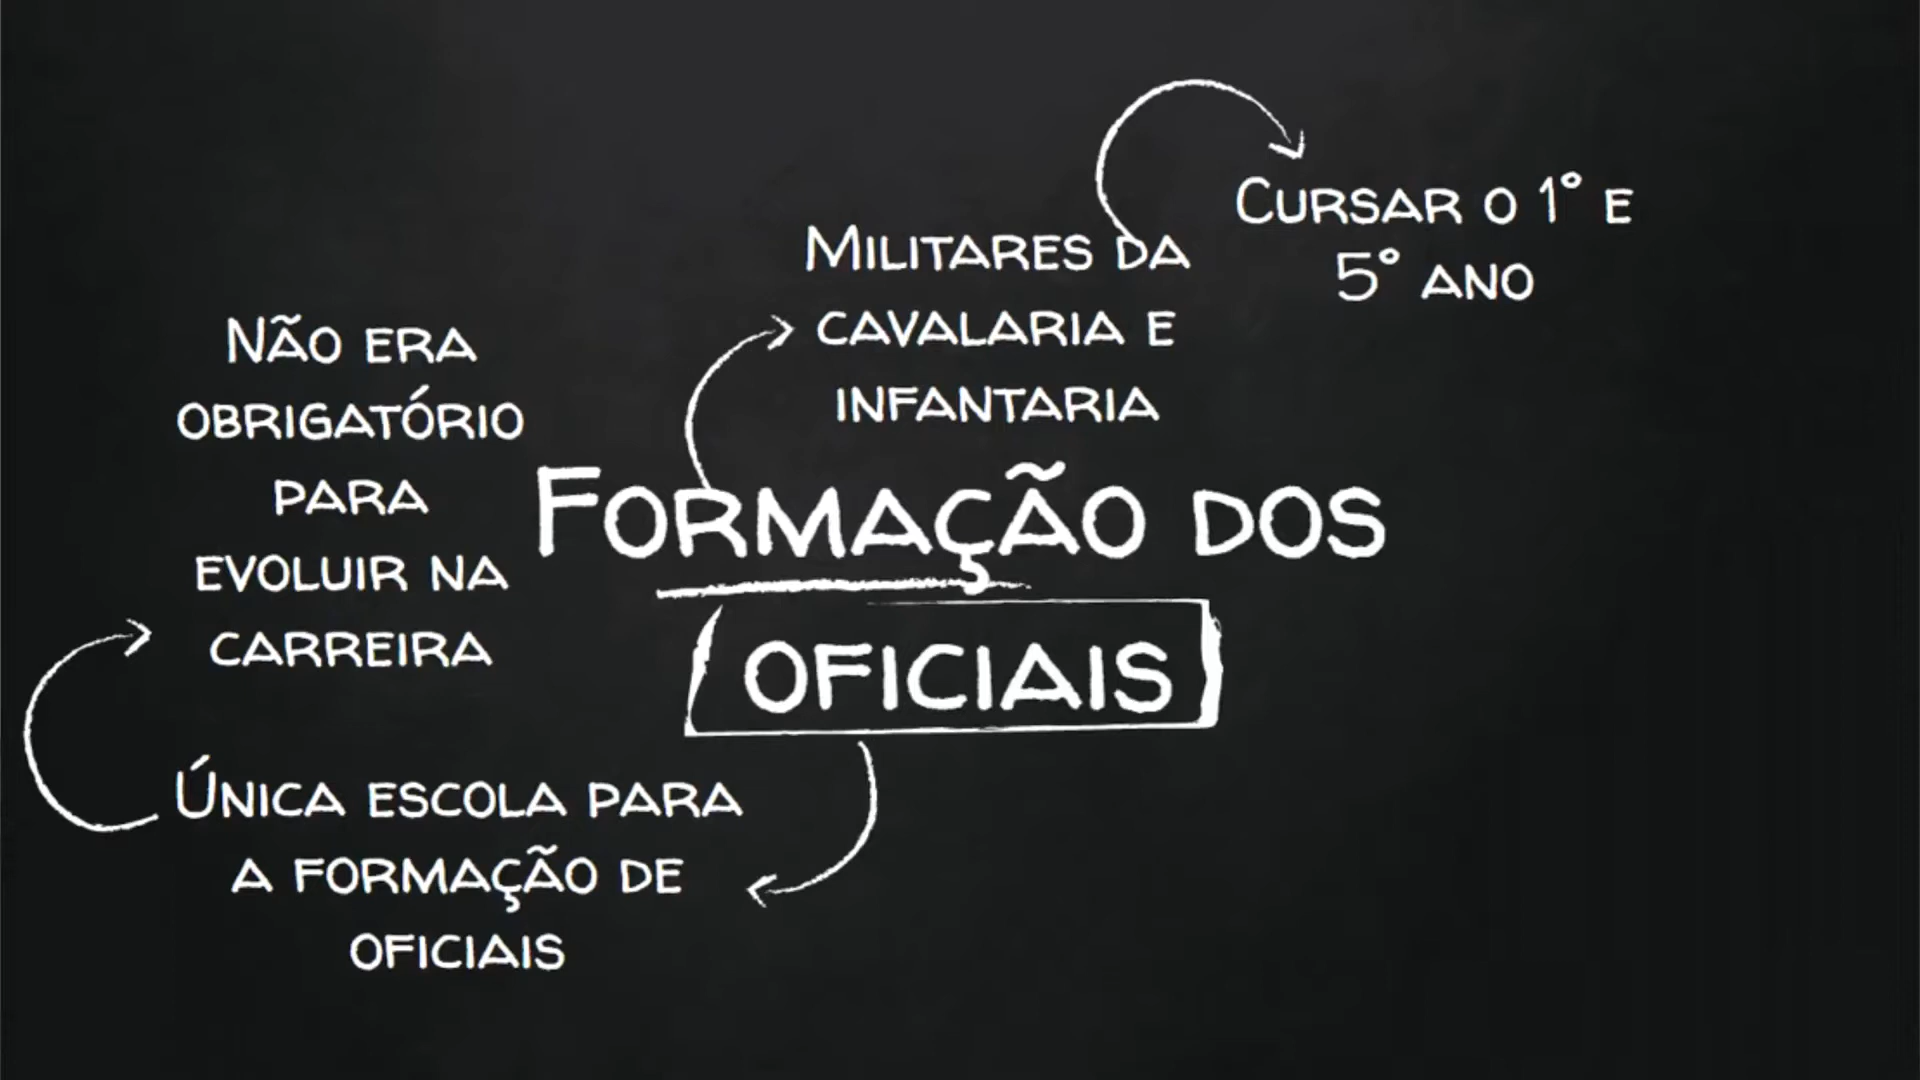 Formação dos
oficiais
Militares da
cavalaria e
infantaria
Cursar o 1° e
5° ano
Única escola para
a formação de
oficiais
Não era
obrigatório
para
evoluir na
carreira